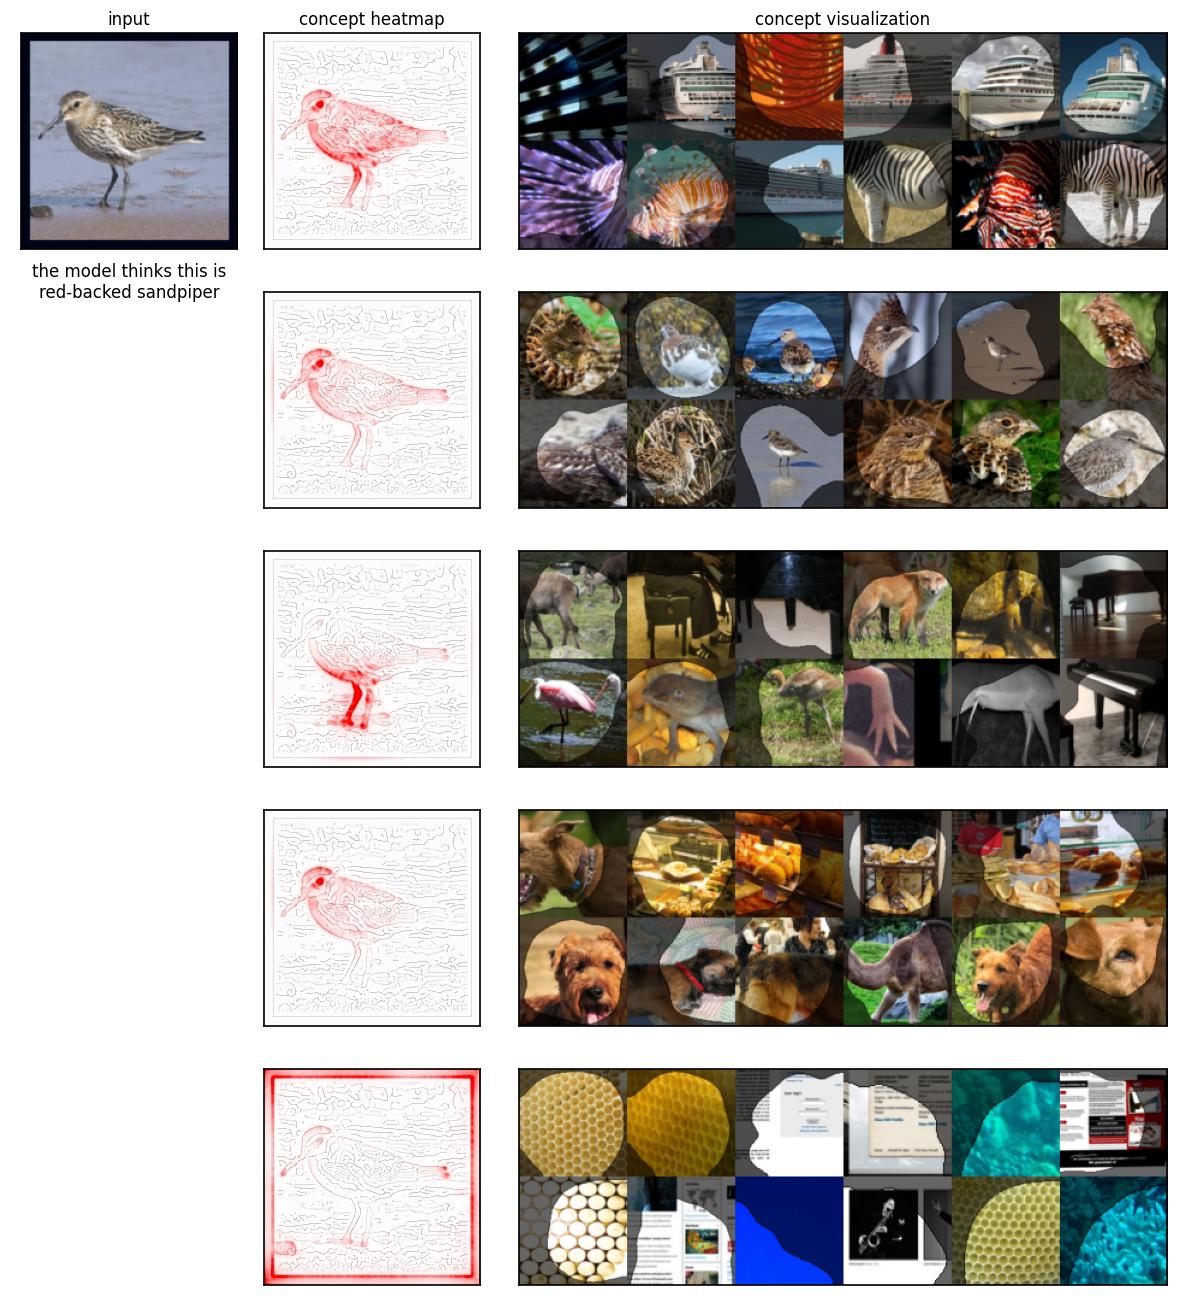 input
concept heatmap
concept visualization
the model thinks this is
red-backed sandpiper